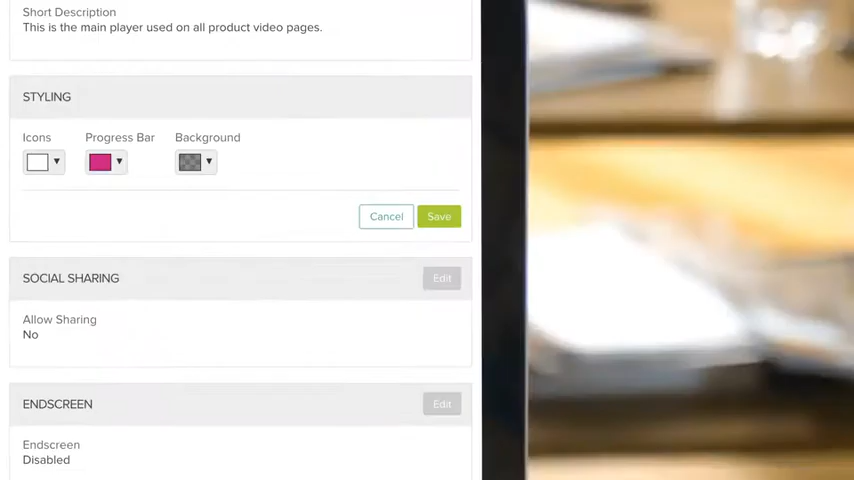 Short Description
This is the main player used on all product video pages.
STYLING
Icons Progress Bar Background
Cancel Save
SOCIAL SHARING Edit
Allow Sharing
No
ENDSCREEN Edit
Endscreen
Disabled